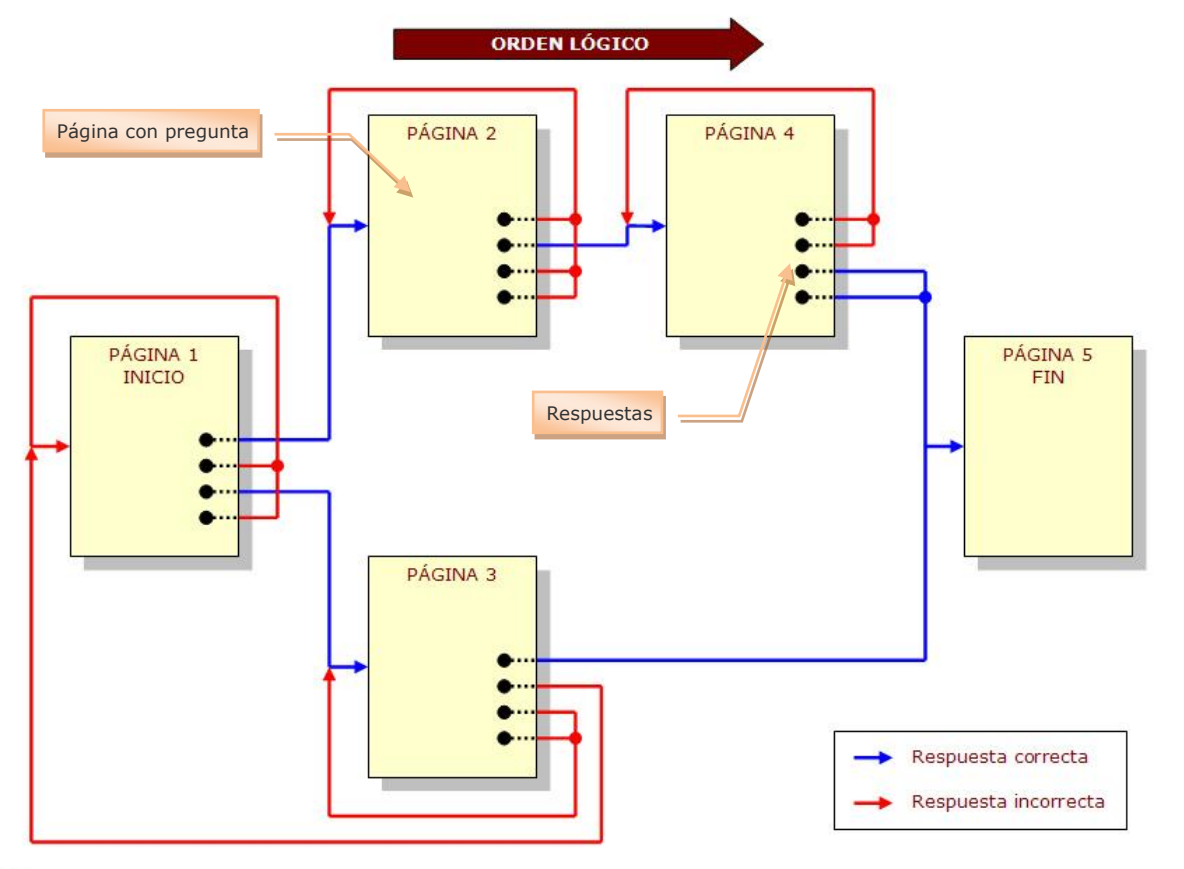 ORDEN LÓGICO
Página con pregunta
PÁGINA 2
PÁGINA 4
PÁGINA 1
INICIO
PÁGINA 5
FIN
Respuestas
PÁGINA 3
Respuesta correcta
Respuesta incorrecta